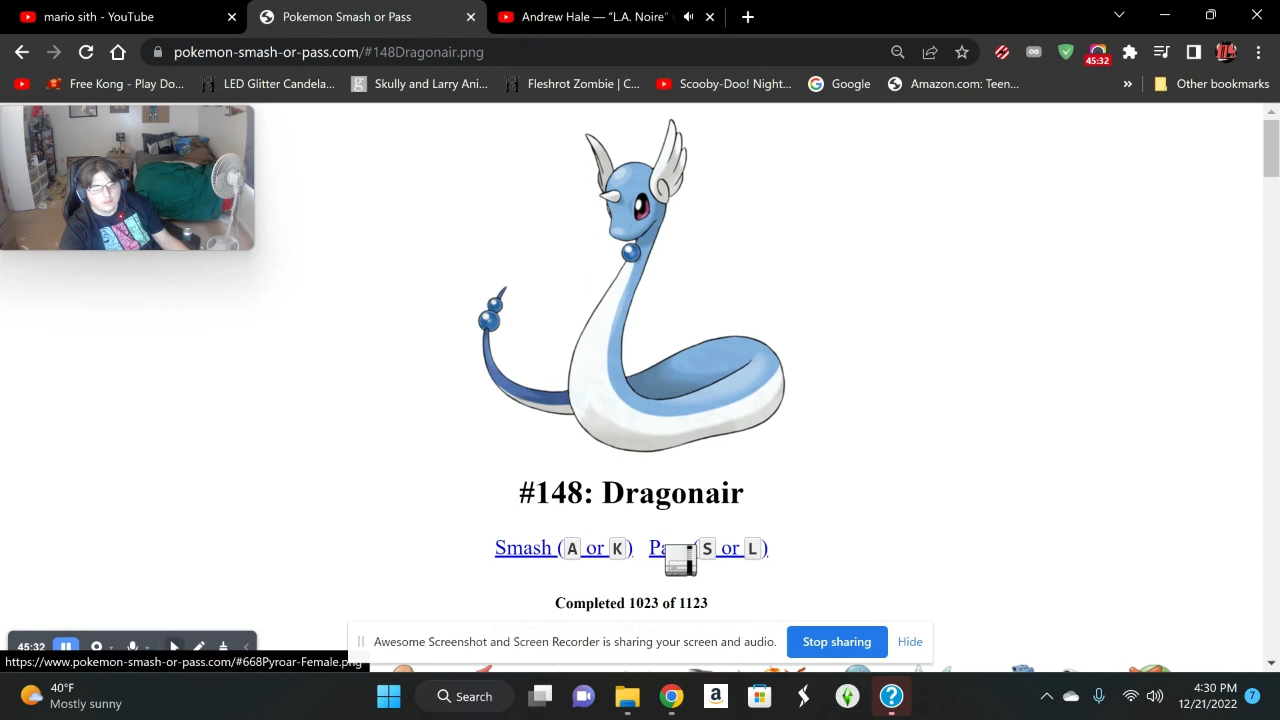 mario sith - YouTube
Pokemon Smash or Pass
Andrew Hale — "L.A. Noire"
pokemon-smash-or-pass.com/#148Dragonair.png
45:32
Free Kong - Play Do...
LED Glitter Candela...
Skully and Larry Ani...
Fleshrot Zombie | C...
Scooby-Doo! Night...
Google
Amazon.com: Teen...
»
Other bookmarks
#148: Dragonair
Smash (A or K) (S or L)
Completed 1023 of 1123
45:32
Awesome Screenshot and Screen Recorder is sharing your screen and audio.
Stop sharing
Hide
https://www.pokemon-smash-or-pass.com/#668Pyroar-Female.png
40°F
Mostly sunny
Search
4:30 PM
12/21/2022
7